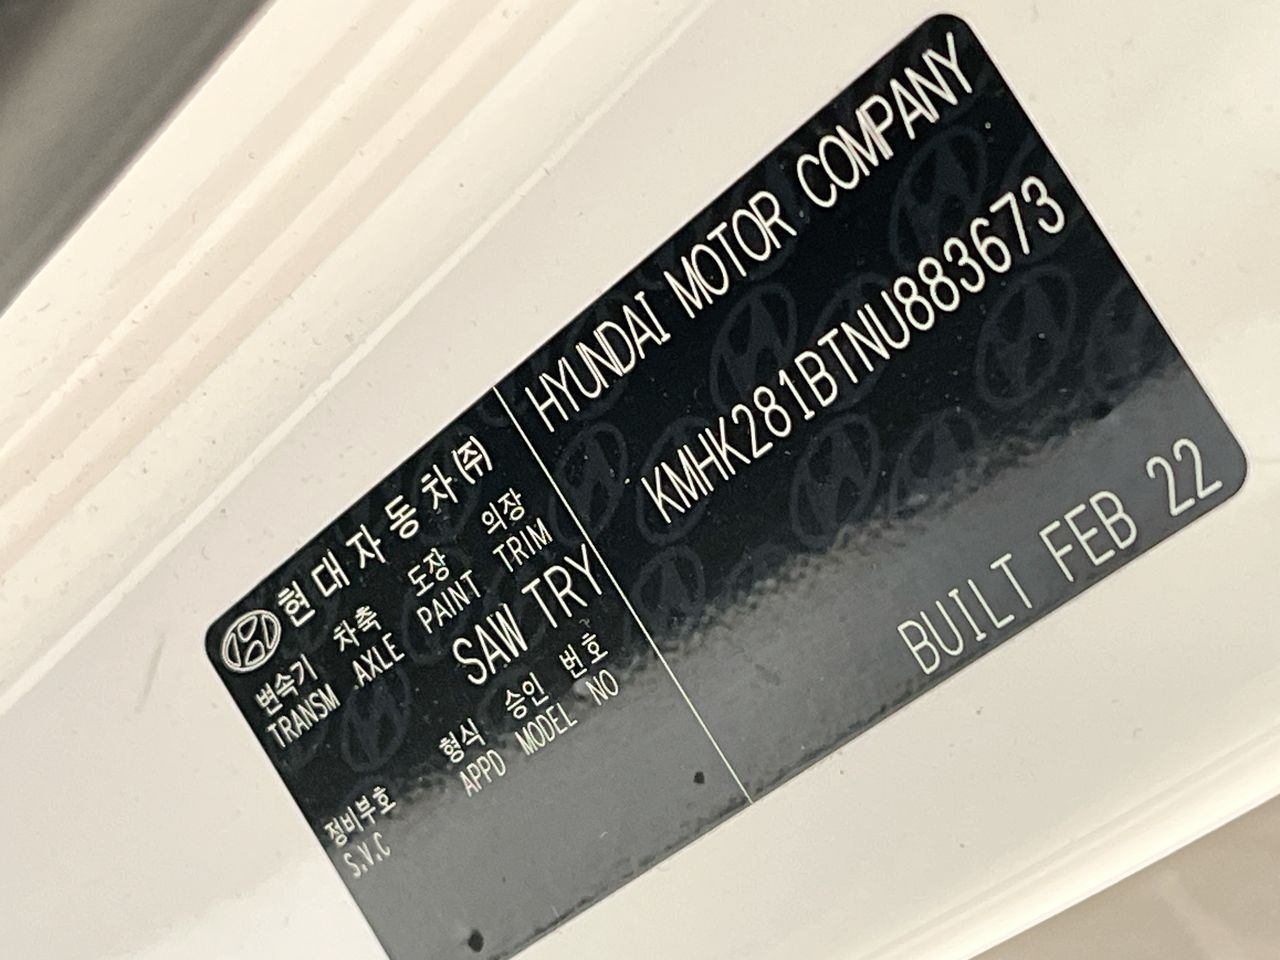 현대자동차(주)
변속기 차축 도장 의장
TRANSM AXLE PAINT TRIM
SAW TRY
형식 승인 번호
APPD MODEL NO
정비부호
S.V.C
HYUNDAI MOTOR COMPANY
KMHK281BTNU883673
BUILT FEB 22